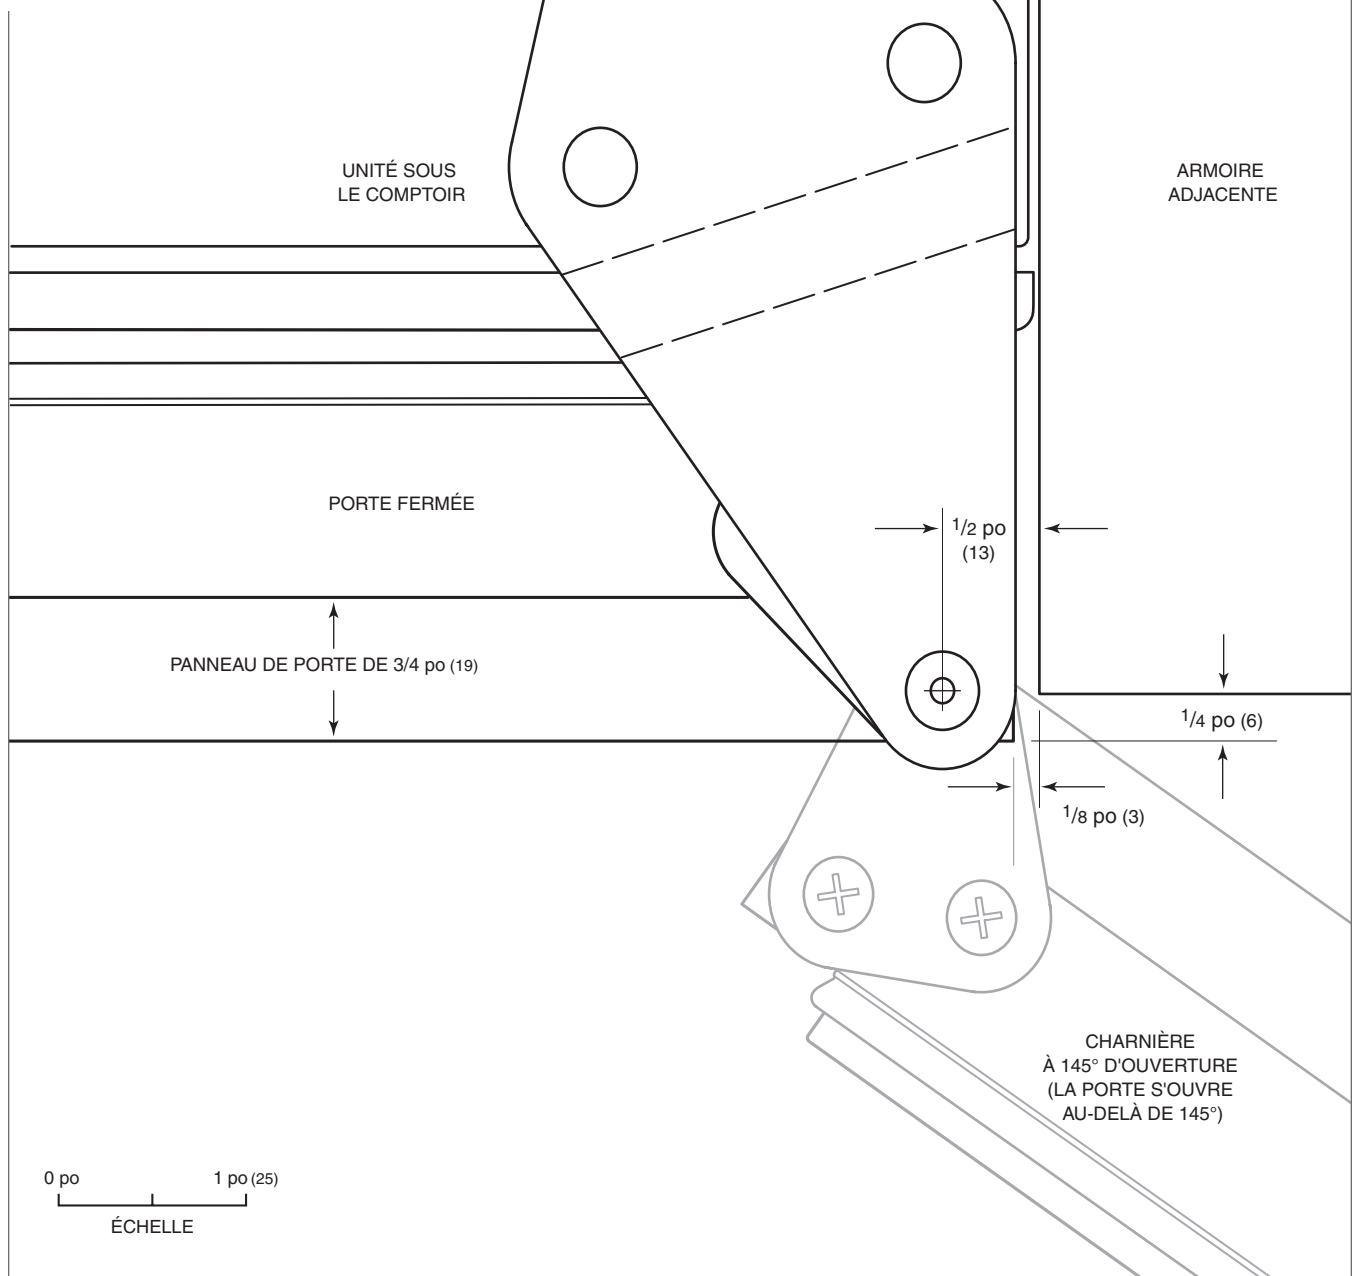 UNITÉ SOUS
LE COMPTOIR
ARMOIRE
ADJACENTE
PORTE FERMÉE
1/2 po
(13)
PANNEAU DE PORTE DE 3/4 po (19)
1/4 po (6)
1/8 po (3)
CHARNIÈRE
À 145° D'OUVERTURE
(LA PORTE S'OUVRE
AU-DELÀ DE 145°)
0 po 1 po (25)
ÉCHELLE